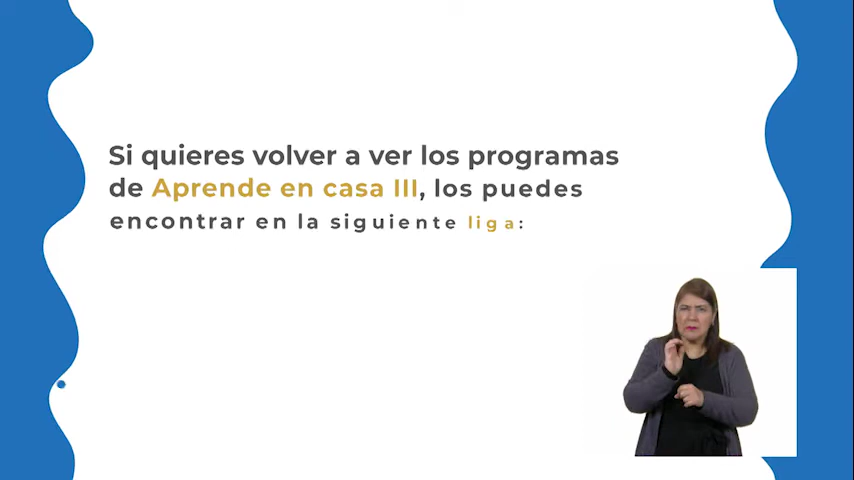 Si quieres volver a ver los programas
de Aprende en casa III, los puedes
encontrar en la siguiente liga: